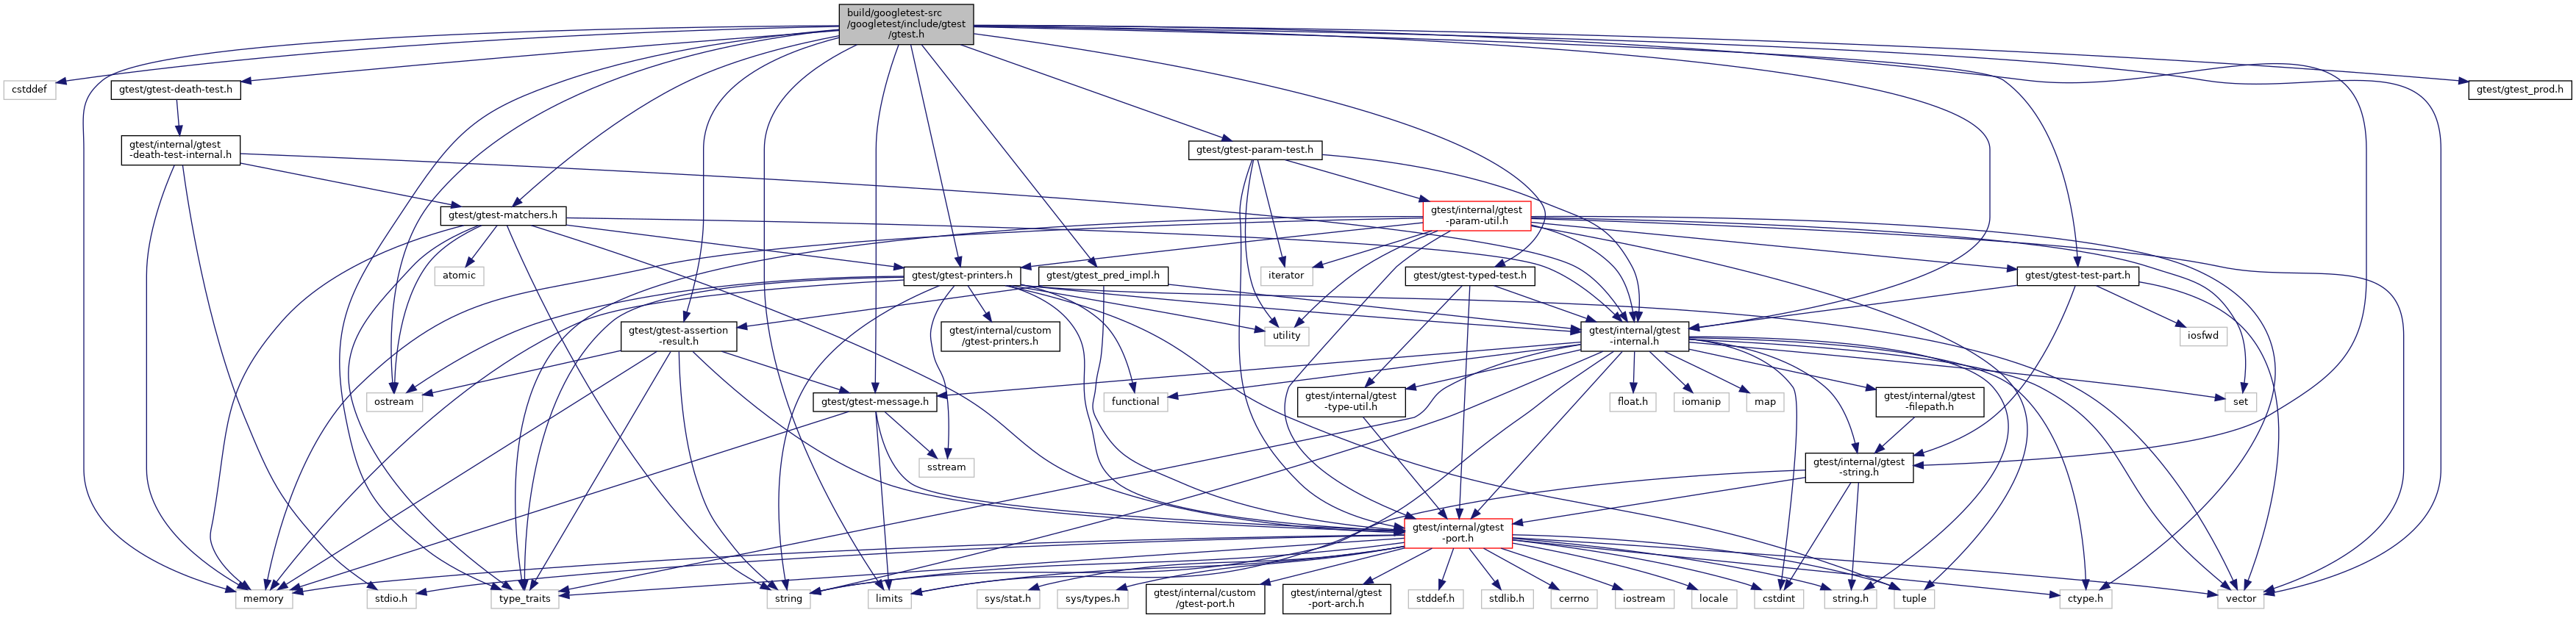 build/googletest-src
/googletest/include/gtest
/gtest.h
cstddef
gtest/gtest-death-test.h
gtest/gtest_prod.h
gtest/internal/gtest
-death-test-internal.h
gtest/gtest-param-test.h
gtest/gtest-matchers.h
gtest/internal/gtest
-param-util.h
atomic
gtest/gtest-printers.h
gtest/gtest_pred_impl.h
iterator
gtest/gtest-typed-test.h
gtest/gtest-test-part.h
gtest/gtest-assertion
-result.h
gtest/internal/custom
/gtest-printers.h
utility
gtest/internal/gtest
-internal.h
iosfwd
ostream
gtest/gtest-message.h
functional
gtest/internal/gtest
-type-util.h
float.h
iomanip
map
gtest/internal/gtest
-filepath.h
set
sstream
gtest/internal/gtest
-string.h
gtest/internal/gtest
-port.h
memory
stdio.h
type_traits
string
limits
sys/stat.h
sys/types.h
gtest/internal/custom
/gtest-port.h
gtest/internal/gtest
-port-arch.h
stddef.h
stdlib.h
cerrno
iostream
locale
cstdint
string.h
tuple
ctype.h
vector